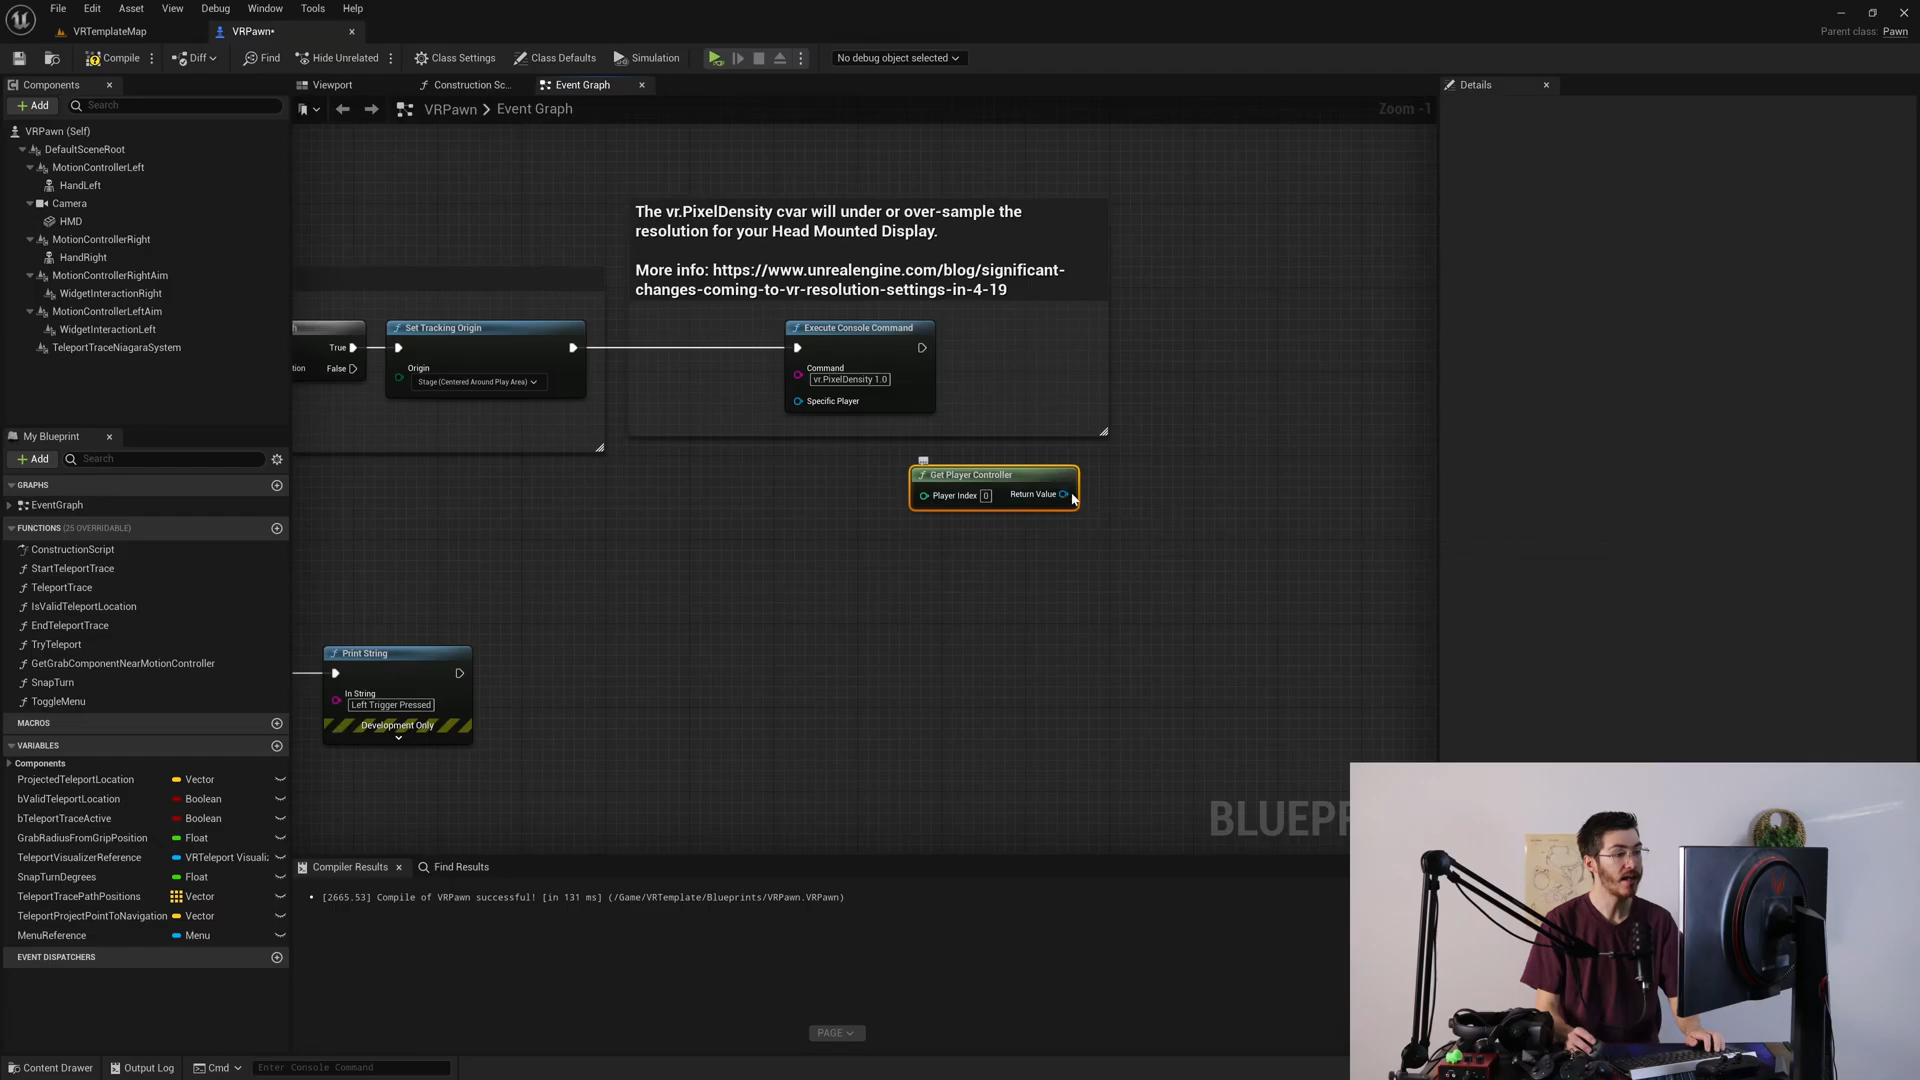 File Edit Asset View Debug Window Tools Help
VRTemplateMap
VRPawn*
Parent class: Pawn
Compile
Diff
Find
Hide Unrelated
Class Settings
Class Defaults
Simulation
No debug object selected
Components
Add
Search
VRPawn (Self)
DefaultSceneRoot
MotionControllerLeft
HandLeft
Camera
HMD
MotionControllerRight
HandRight
MotionControllerRightAim
WidgetInteractionRight
MotionControllerLeftAim
WidgetInteractionLeft
TeleportTraceNiagaraSystem
My Blueprint
Add
Search
GRAPHS
EventGraph
FUNCTIONS (25 OVERRIDABLE)
ConstructionScript
StartTeleportTrace
TeleportTrace
IsValidTeleportLocation
EndTeleportTrace
TryTeleport
GetGrabComponentNearMotionController
SnapTurn
ToggleMenu
MACROS
VARIABLES
Components
ProjectedTeleportLocation Vector
bValidTeleportLocation Boolean
bTeleportTraceActive Boolean
GrabRadiusFromGripPosition Float
TeleportVisualizerReference VRTeleport Visualiz
SnapTurnDegrees Float
TeleportTracePathPositions Vector
TeleportProjectPointToNavigation Vector
MenuReference Menu
EVENT DISPATCHERS
Viewport
Construction Sc...
Event Graph
VRPawn > Event Graph
Zoom -1
The vr.PixelDensity cvar will under or over-sample the
resolution for your Head Mounted Display.
More info: https://www.unrealengine.com/blog/significant-
changes-coming-to-vr-resolution-settings-in-4-19
h
True
tion False
Set Tracking Origin
Origin
Stage (Centered Around Play Area)
Execute Console Command
Command
vr.PixelDensity 1.0
Specific Player
Get Player Controller
Player Index 0 Return Value
Print String
In String
Left Trigger Pressed
Development Only
BLUEP
Details
Compiler Results
Find Results
[2665.53] Compile of VRPawn successful! [in 131 ms] (/Game/VRTemplate/Blueprints/VRPawn.VRPawn)
PAGE
Content Drawer
Output Log
Cmd
Enter Console Command